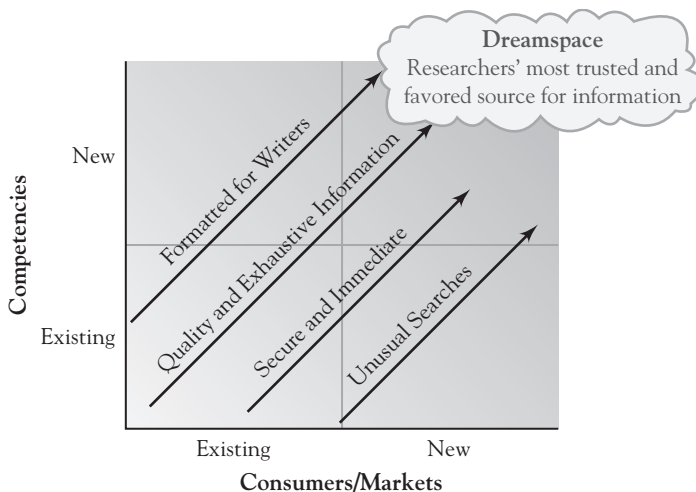 Dreamspace
Researchers’ most trusted and
favored source for information
New
Existing
Competencies
Formatted for Writers
Quality and Exhaustive Information
Secure and Immediate
Unusual Searches
Existing
New
Consumers/Markets